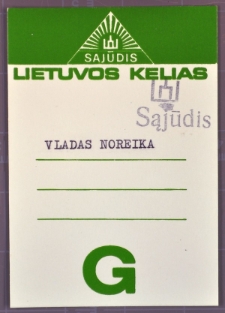 SĄJŪDIS
LIETUVOS KELIAS
Sąjūdis
VLADAS NOREIKA
G